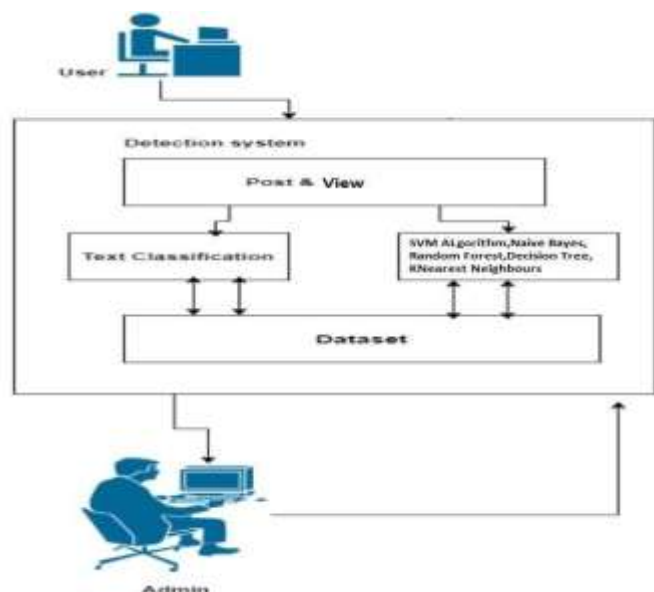 User
Detection system
Post & View
Text Classification
SVM ALgorithm,Naive Bayes,
Random Forest,Decision Tree,
KNearest Neighbours
Dataset
Admin